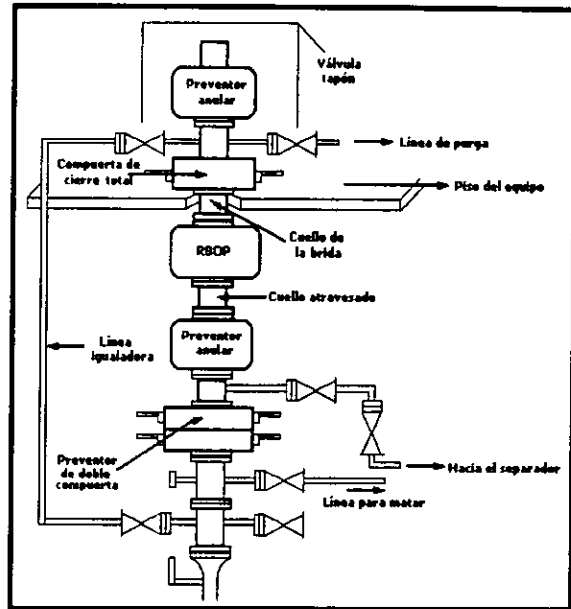 Válvula
tapón
Preventor
anular
Línea de purga
Compuerta de
cierre total
Piso del equipo
Cuello de
la brida
RBOP
Cuello atravesado
Preventor
anular
Línea
igualadora
Preventor
de doble
compuerta
Hacia el separador
Línea para matar